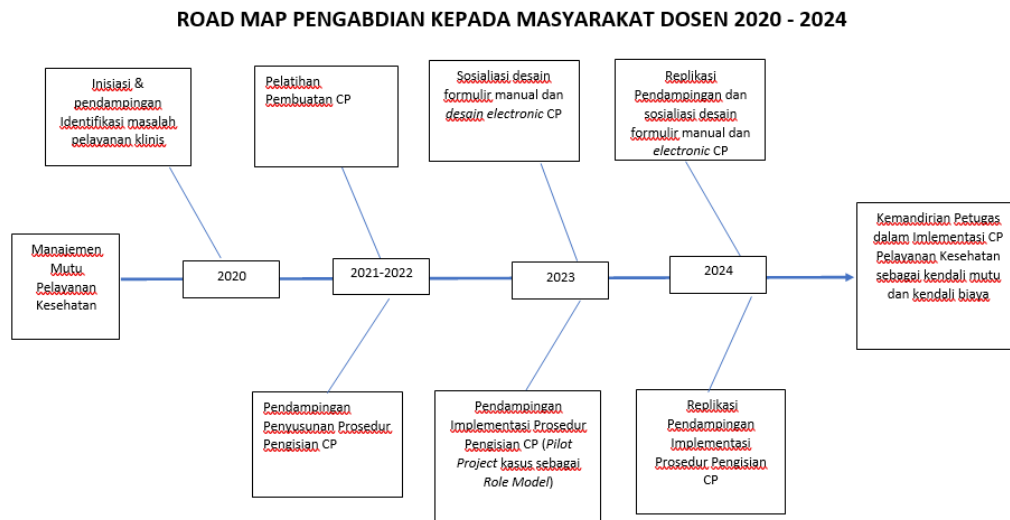 ROAD MAP PENGABDIAN KEPADA MASYARAKAT DOSEN 2020 - 2024
Inisiasi &
pendampingan
Identifikasi masalah
pelayanan klinis
Pelatihan
Pembuatan CP
Sosialiasi desain
formulir manual dan
desain electronic CP
Replikasi
Pendampingan dan
sosialisi desain
formulir manual dan
electronic CP
Manajemen
Mutu
Pelayanan
Kesehatan
2020
2021-2022
2023
2024
Kemandirian Petugas
dalam Imlementasi CP
Pelayanan Kesehatan
sebagai kendali mutu
dan kendali biaya
Pendampingan
Penyusunan Prosedur
Pengisian CP
Pendampingan
Implementasi Prosedur
Pengisian CP (Pilot
Project kasus sebagai
Role Model)
Replikasi
Pendampingan
Implementasi
Prosedur Pengisian
CP